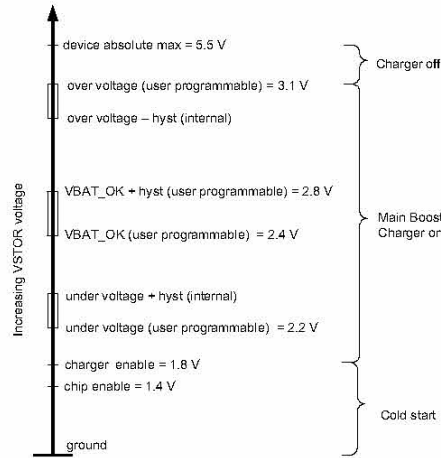 device absolute max = 5.5 V
Charger off
over voltage (user programmable) = 3.1 V
over voltage – hyst (internal)
VBAT_OK + hyst (user programmable) = 2.8 V
Main Boost
Charger on
VBAT_OK (user programmable) = 2.4 V
Increasing VSTOR voltage
under voltage + hyst (internal)
under voltage (user programmable) = 2.2 V
charger enable = 1.8 V
chip enable = 1.4 V
Cold start
ground